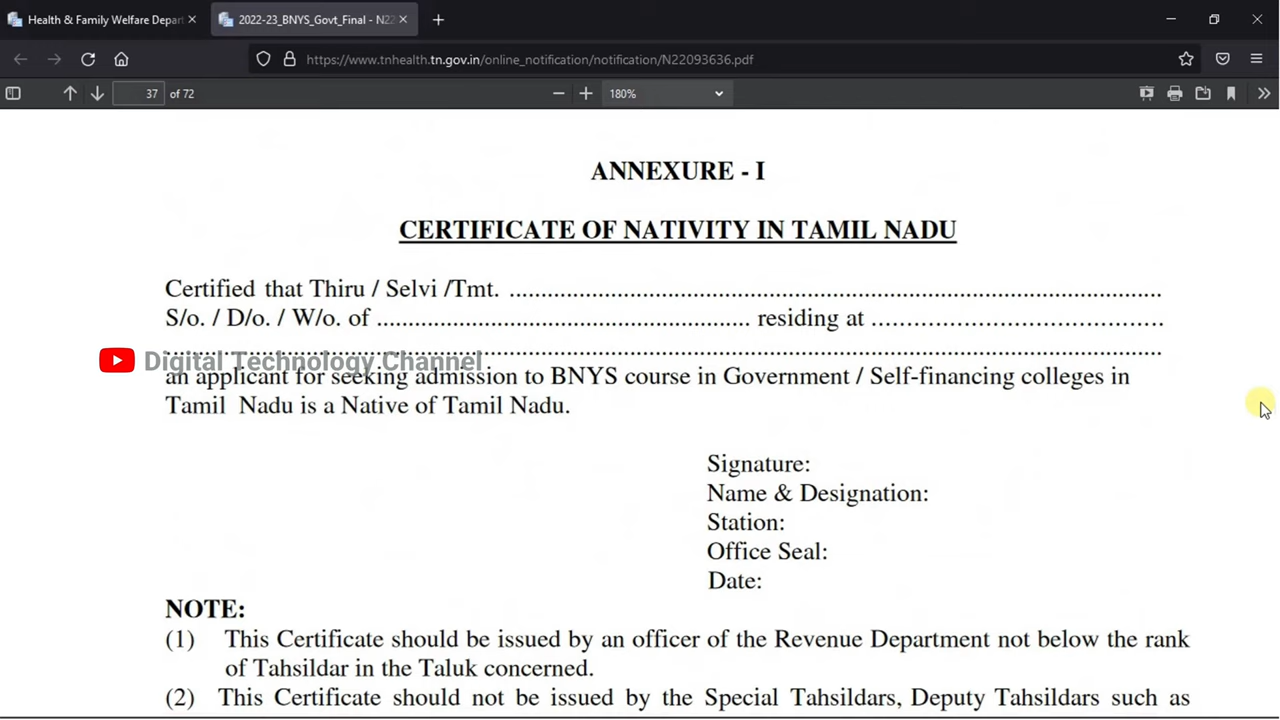 Health & Family Welfare Depar
2022-23_BNYS_Govt_Final - N22
https://www.tnhealth.tn.gov.in/online_notification/notification/N22093636.pdf
37 of 72
180%
ANNEXURE - I
CERTIFICATE OF NATIVITY IN TAMIL NADU
Certified that Thiru / Selvi /Tmt. ................................................................................
S/o. / D/o. / W/o. of ........................................................... residing at .....................................
Digital Technology Channel
an applicant for seeking admission to BNYS course in Government / Self-financing colleges in
Tamil Nadu is a Native of Tamil Nadu.
Signature:
Name & Designation:
Station:
Office Seal:
Date:
NOTE:
(1) This Certificate should be issued by an officer of the Revenue Department not below the rank
of Tahsildar in the Taluk concerned.
(2) This Certificate should not be issued by the Special Tahsildars, Deputy Tahsildars such as